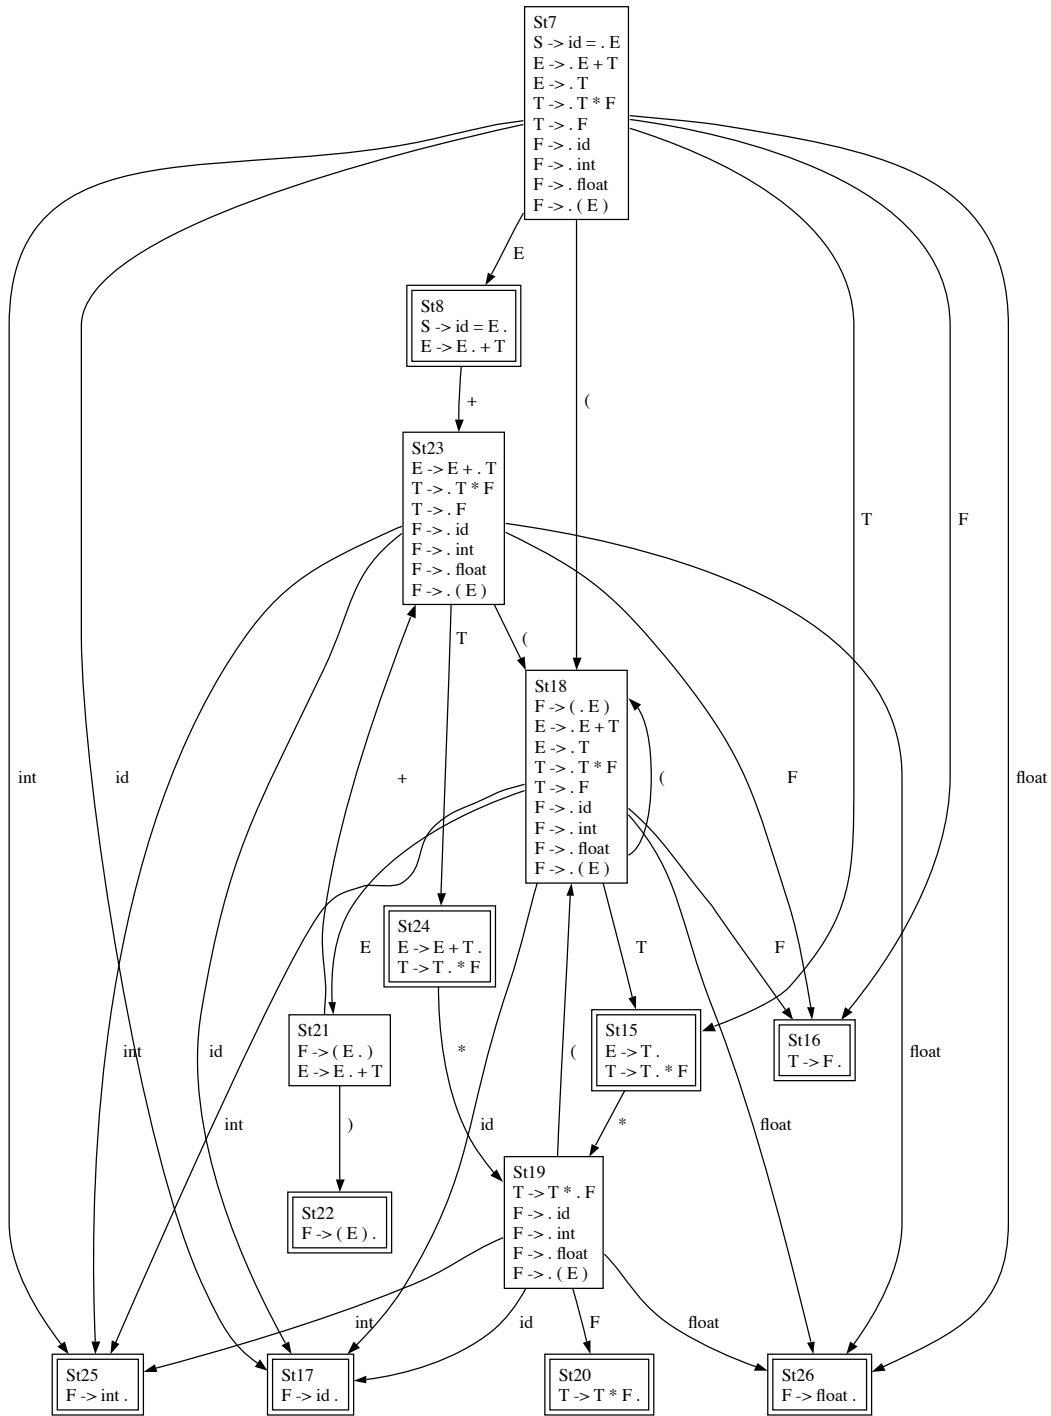 St7
S -> id = . E
E -> . E + T
E -> . T
T -> . T * F
T -> . F
F -> . id
F -> . int
F -> . float
F -> . ( E )
E
St8
S -> id = E .
E -> E . + T
+
(
St23
E -> E + . T
T -> . T * F
T -> . F
F -> . id
F -> . int
F -> . float
F -> . ( E )
T
F
T
(
St18
F -> ( . E )
E -> . E + T
E -> . T
T -> . T * F
T -> . F
F -> . id
F -> . int
F -> . float
F -> . ( E )
int
id
+
(
F
float
St24
E -> E + T .
T -> T . * F
E
T
F
St21
F -> ( E . )
E -> E . + T
St15
E -> T .
T -> T . * F
St16
T -> F .
int
id
*
(
float
int
)
id
*
float
St19
T -> T * . F
F -> . id
F -> . int
F -> . float
F -> . ( E )
St22
F -> ( E ) .
int
id
F
float
St25
F -> int .
St17
F -> id .
St20
T -> T * F .
St26
F -> float .